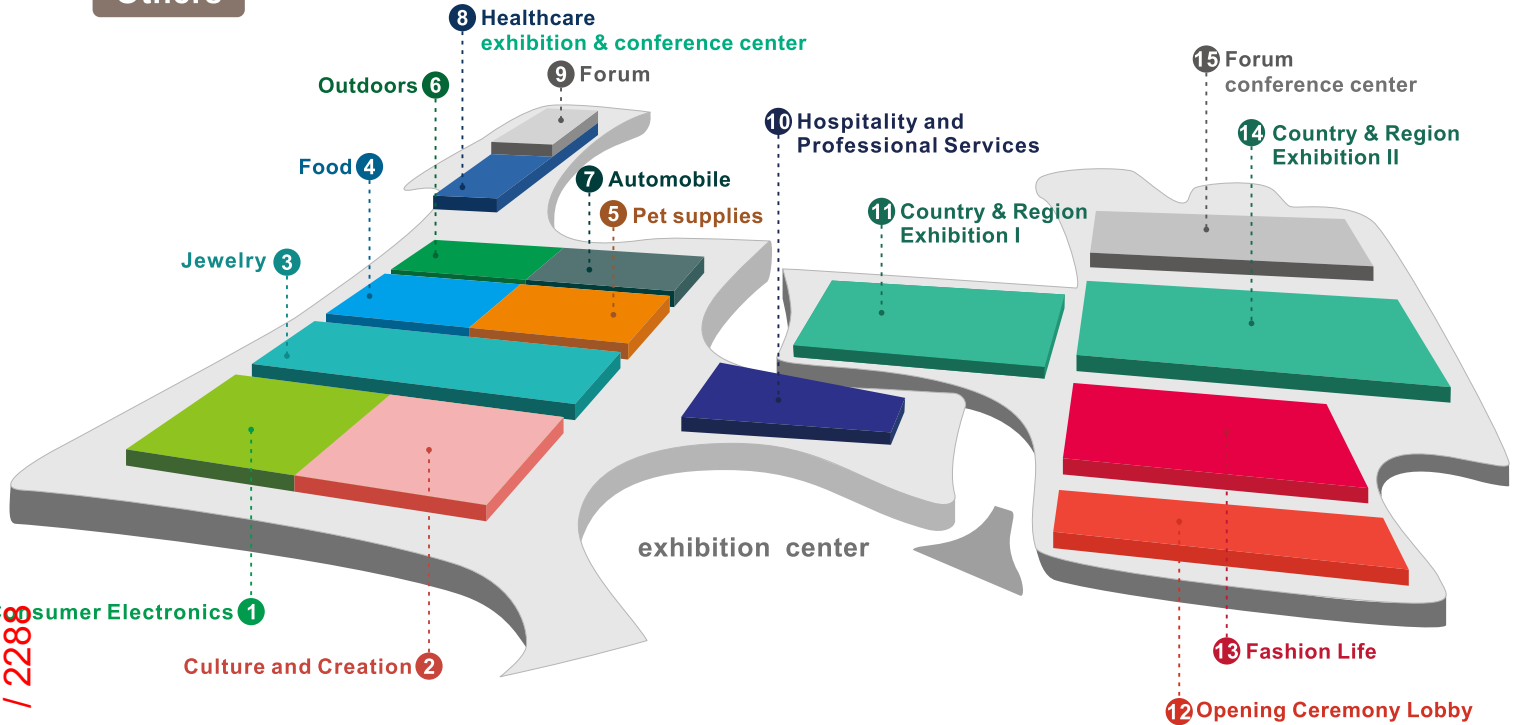 Others
8 Healthcare
exhibition & conference center
9 Forum
Outdoors 6
15 Forum
conference center
10 Hospitality and
Professional Services
14 Country & Region
Exhibition II
Food 4
7 Automobile
5 Pet supplies
11 Country & Region
Exhibition I
Jewelry 3
exhibition center
onsumer Electronics 1
/ 2288
Culture and Creation 2
13 Fashion Life
12 Opening Ceremony Lobby